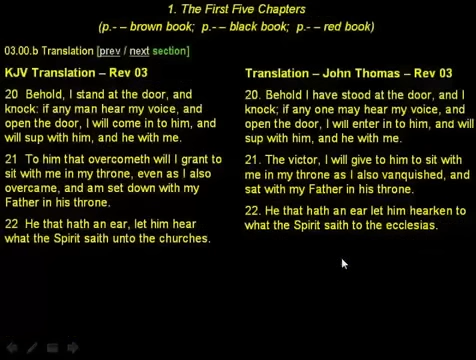 1. The First Five Chapters
(p.-- brown book; p.-- black book; p.-- red book)
03.00.b Translation [prev / next section]
KJV Translation – Rev 03
20 Behold, I stand at the door, and
knock: if any man hear my voice, and
open the door, I will come in to him, and
will sup with him, and he with me.
21 To him that overcometh will I grant to
sit with me in my throne, even as I also
overcame, and am set down with my
Father in his throne.
22 He that hath an ear, let him hear
what the Spirit saith unto the churches.
Translation – John Thomas – Rev 03
20. Behold I have stood at the door, and I
knock; if any one may hear my voice, and
open the door, I will enter in to him, and will
sup with him, and he with me.
21. The victor, I will give to him to sit with
me in my throne as I also vanquished, and
sat with my Father in his throne.
22. He that hath an ear let him hearken to
what the Spirit saith to the ecclesias.